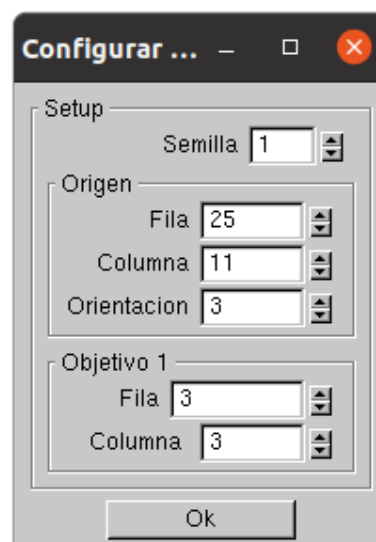 Configurar ...
Setup
Semilla 1
Origen
Fila 25
Columna 11
Orientacion 3
Objetivo 1
Fila 3
Columna 3
Ok